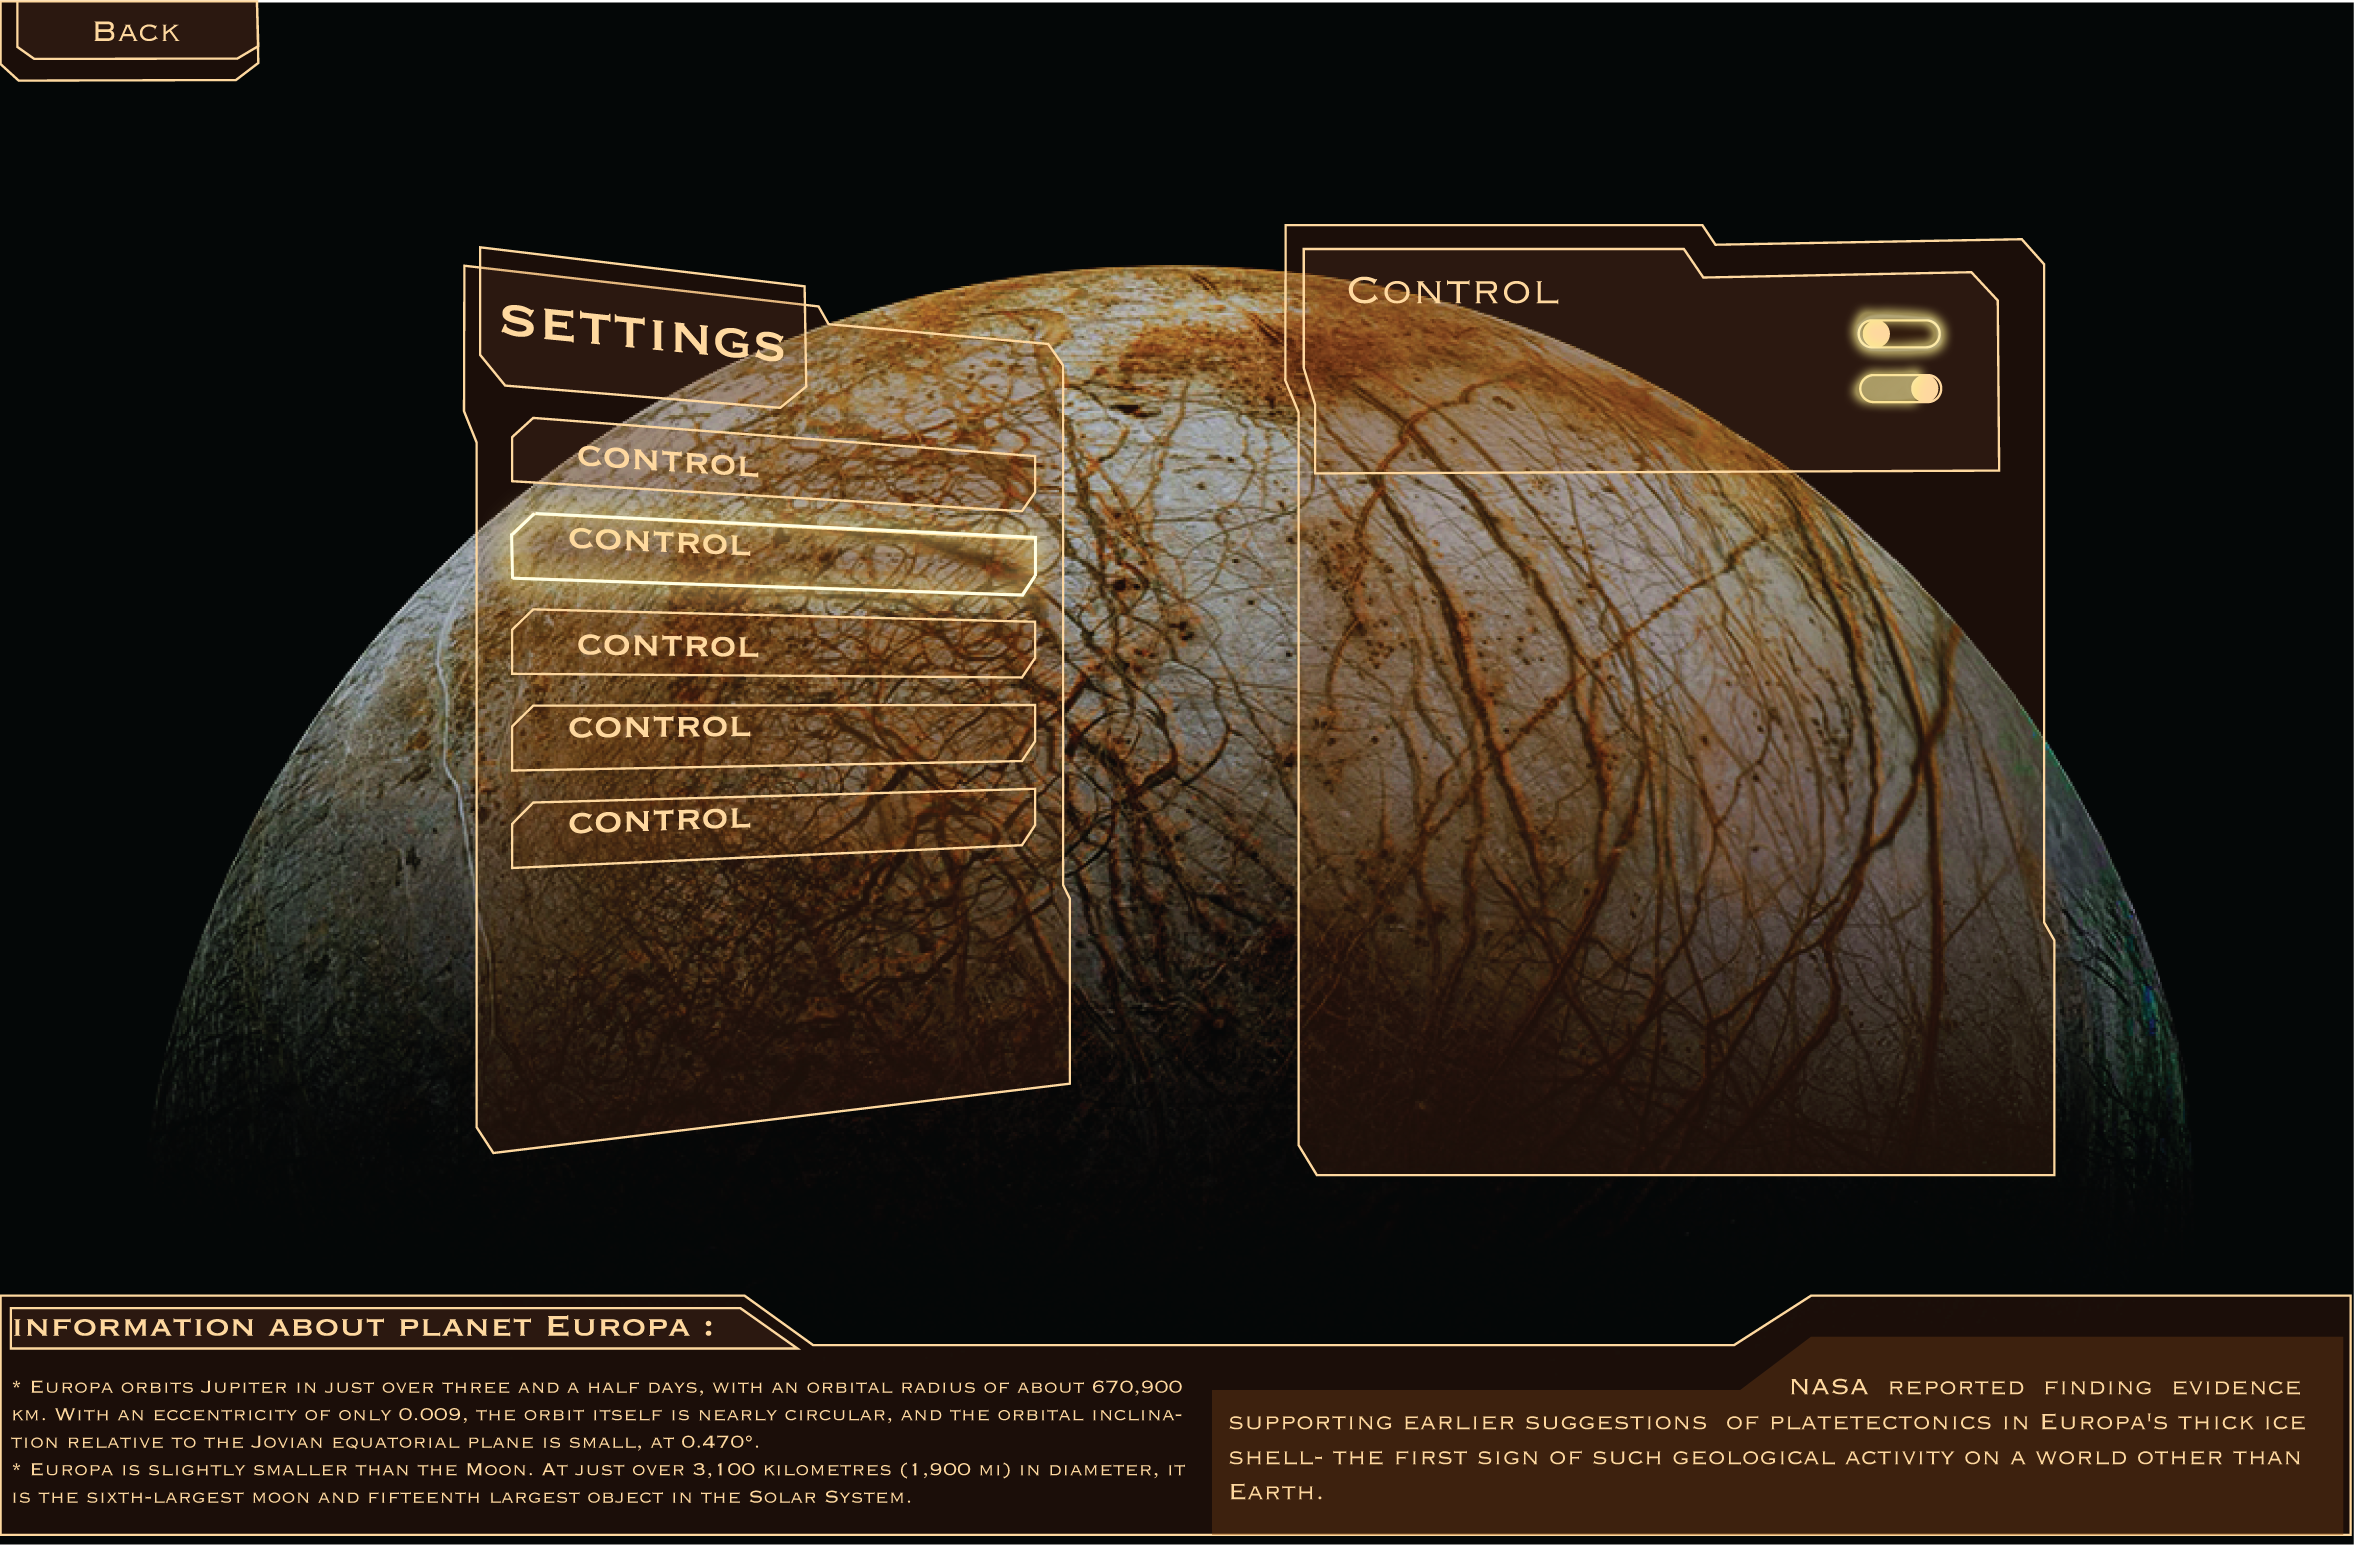 Back
SETTINGS
CONTROL
CONTROL
CONTROL
CONTROL
CONTROL
Control
information about planet Europa :
* Europa orbits Jupiter in just over three and a half days, with an orbital radius of about 670,900
km. With an eccentricity of only 0.009, the orbit itself is nearly circular, and the orbital inclina-
tion relative to the Jovian equatorial plane is small, at 0.470°.
* Europa is slightly smaller than the Moon. At just over 3,100 kilometres (1,900 mi) in diameter, it
is the sixth-largest moon and fifteenth largest object in the Solar System.
NASA reported finding evidence
supporting earlier suggestions of platetectonics in Europa's thick ice
shell- the first sign of such geological activity on a world other than
Earth.